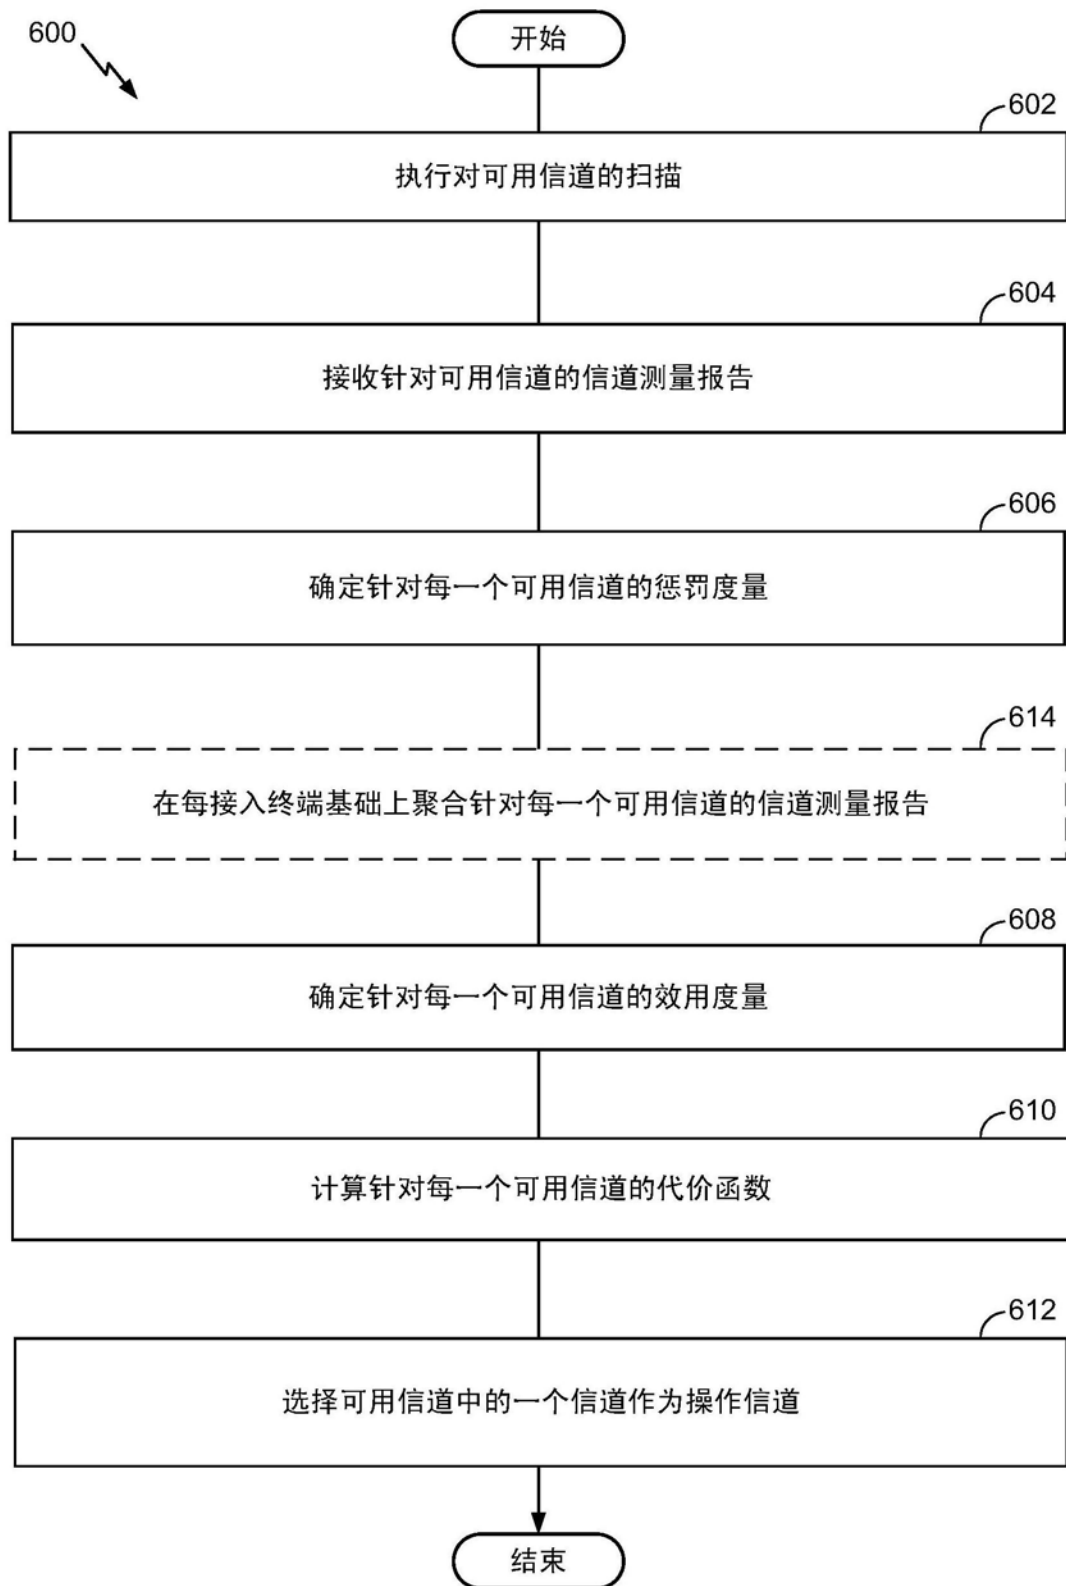 600
开始
602
执行对可用信道的扫描
604
接收针对可用信道的信道测量报告
606
确定针对每一个可用信道的惩罚度量
614
在每接入终端基础上聚合针对每一个可用信道的信道测量报告
608
确定针对每一个可用信道的效用度量
610
计算针对每一个可用信道的代价函数
612
选择可用信道中的一个信道作为操作信道
结束